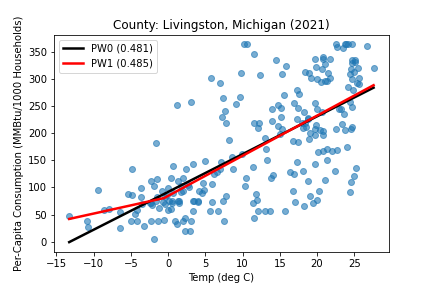 County: Livingston, Michigan (2021)
Per-Capita Consumption (MMBtu/1000 Households)
350
300
250
200
150
100
50
0
PW0 (0.481)
PW1 (0.485)
−15 −10 −5 0 5 10 15 20 25
Temp (deg C)